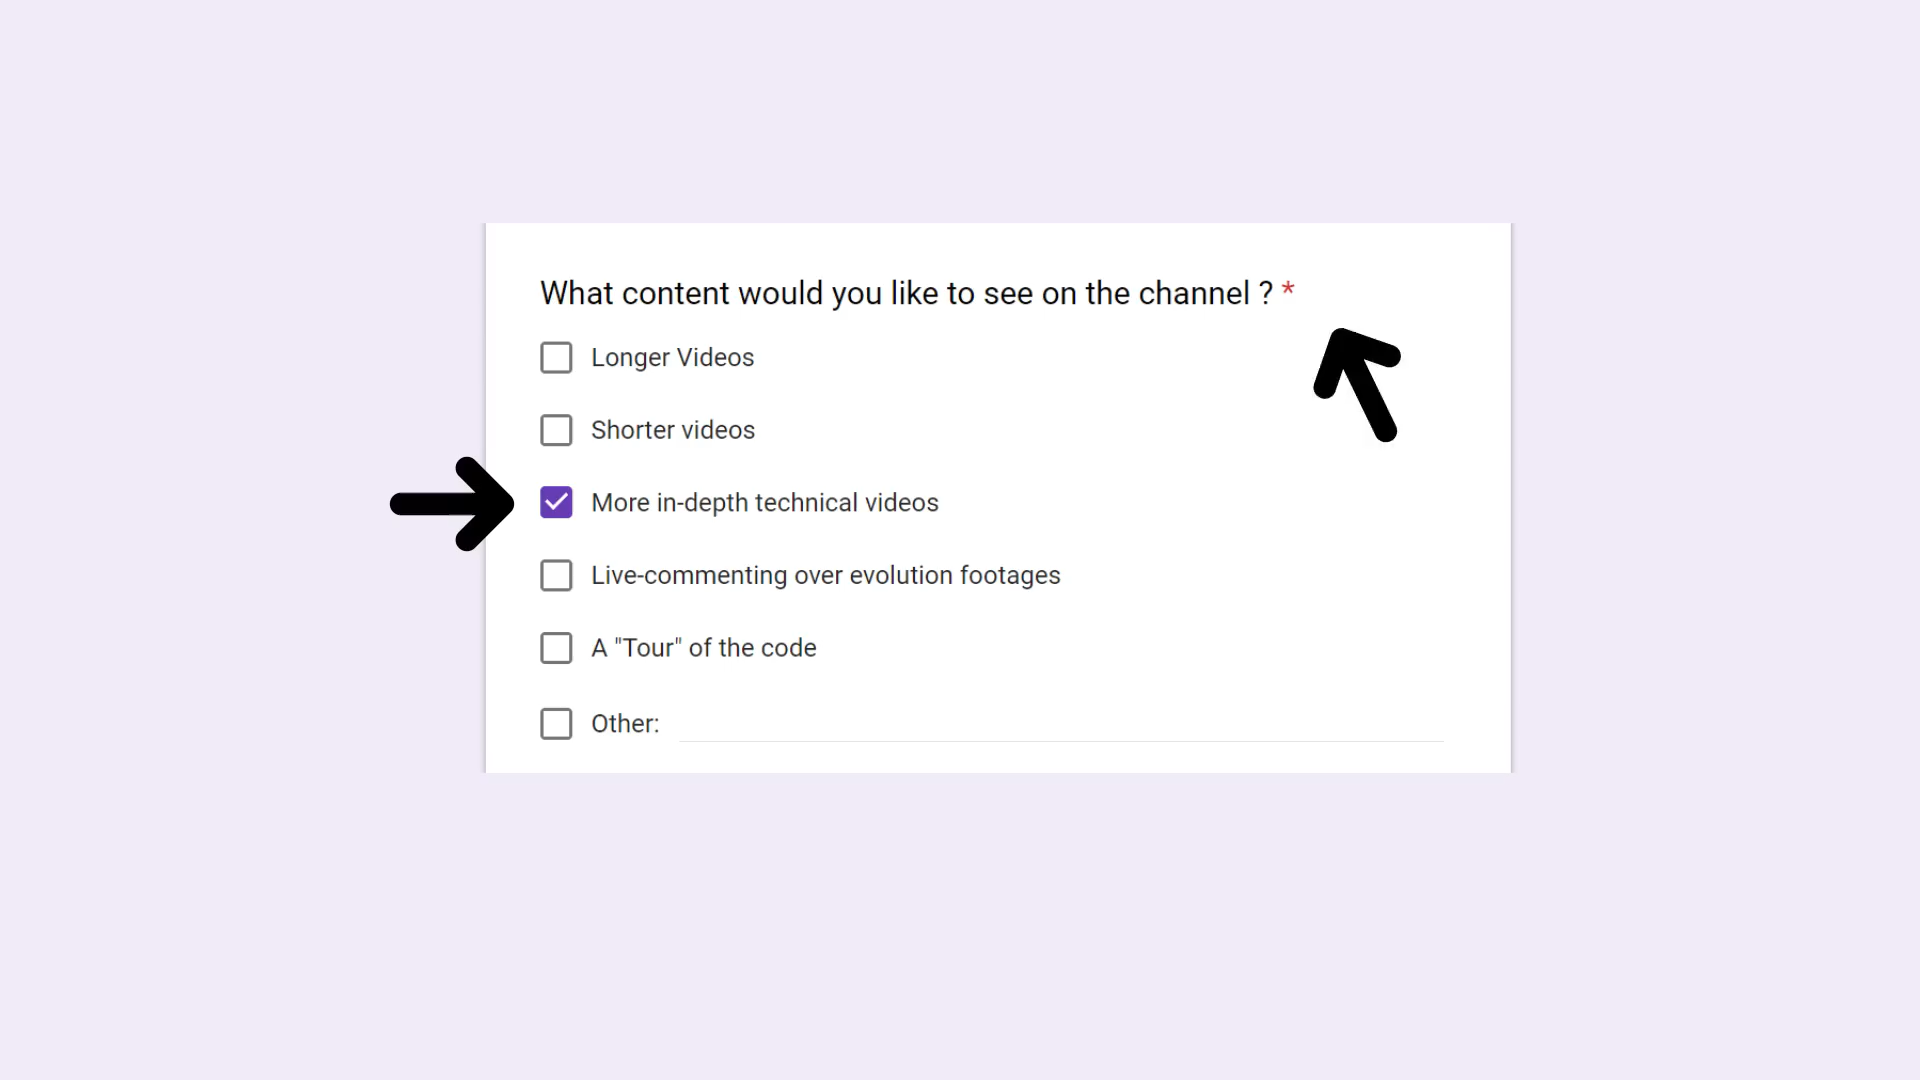 What content would you like to see on the channel ? *
Longer Videos
Shorter videos
More in-depth technical videos
Live-commenting over evolution footages
A "Tour" of the code
Other: